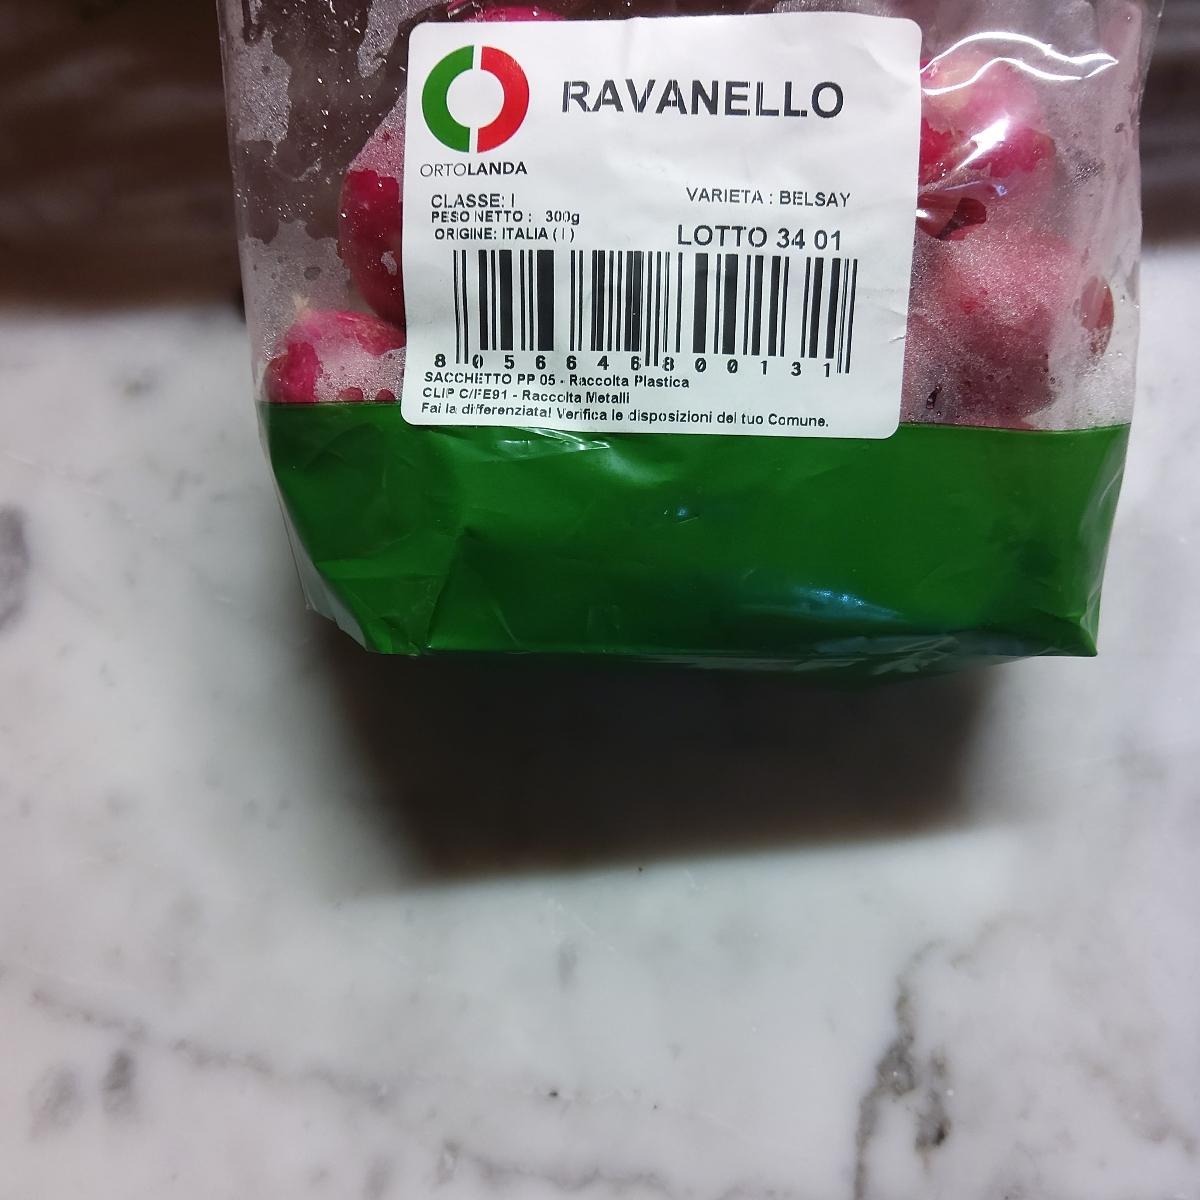 RAVANELLO
ORTOLANDA
CLASSE: I
VARIETA : BELSAY
PESO NETTO : 300g
ORIGINE: ITALIA ( I )
LOTTO 34 01
8 056646 800131
SACCHETTO PP 05 - Raccolta Plastica
CLIP C/FE91 - Raccolta Metalli
Fai la differenziata! Verifica le disposizioni del tuo Comune.